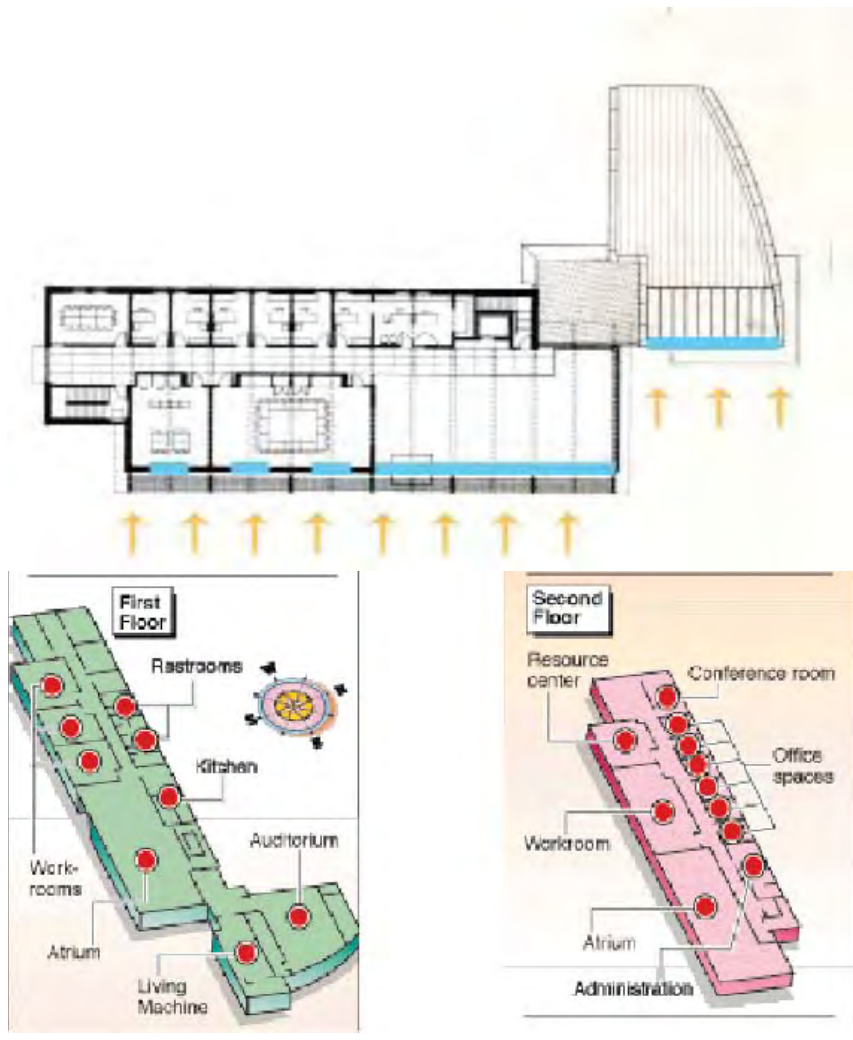 First
Floor
Restrooms
Kitchen
Auditorium
Work-
rooms
Atrium
Living
Machine
Second
Floor
Resource
center
Conference room
Office
spaces
Workroom
Atrium
Administration